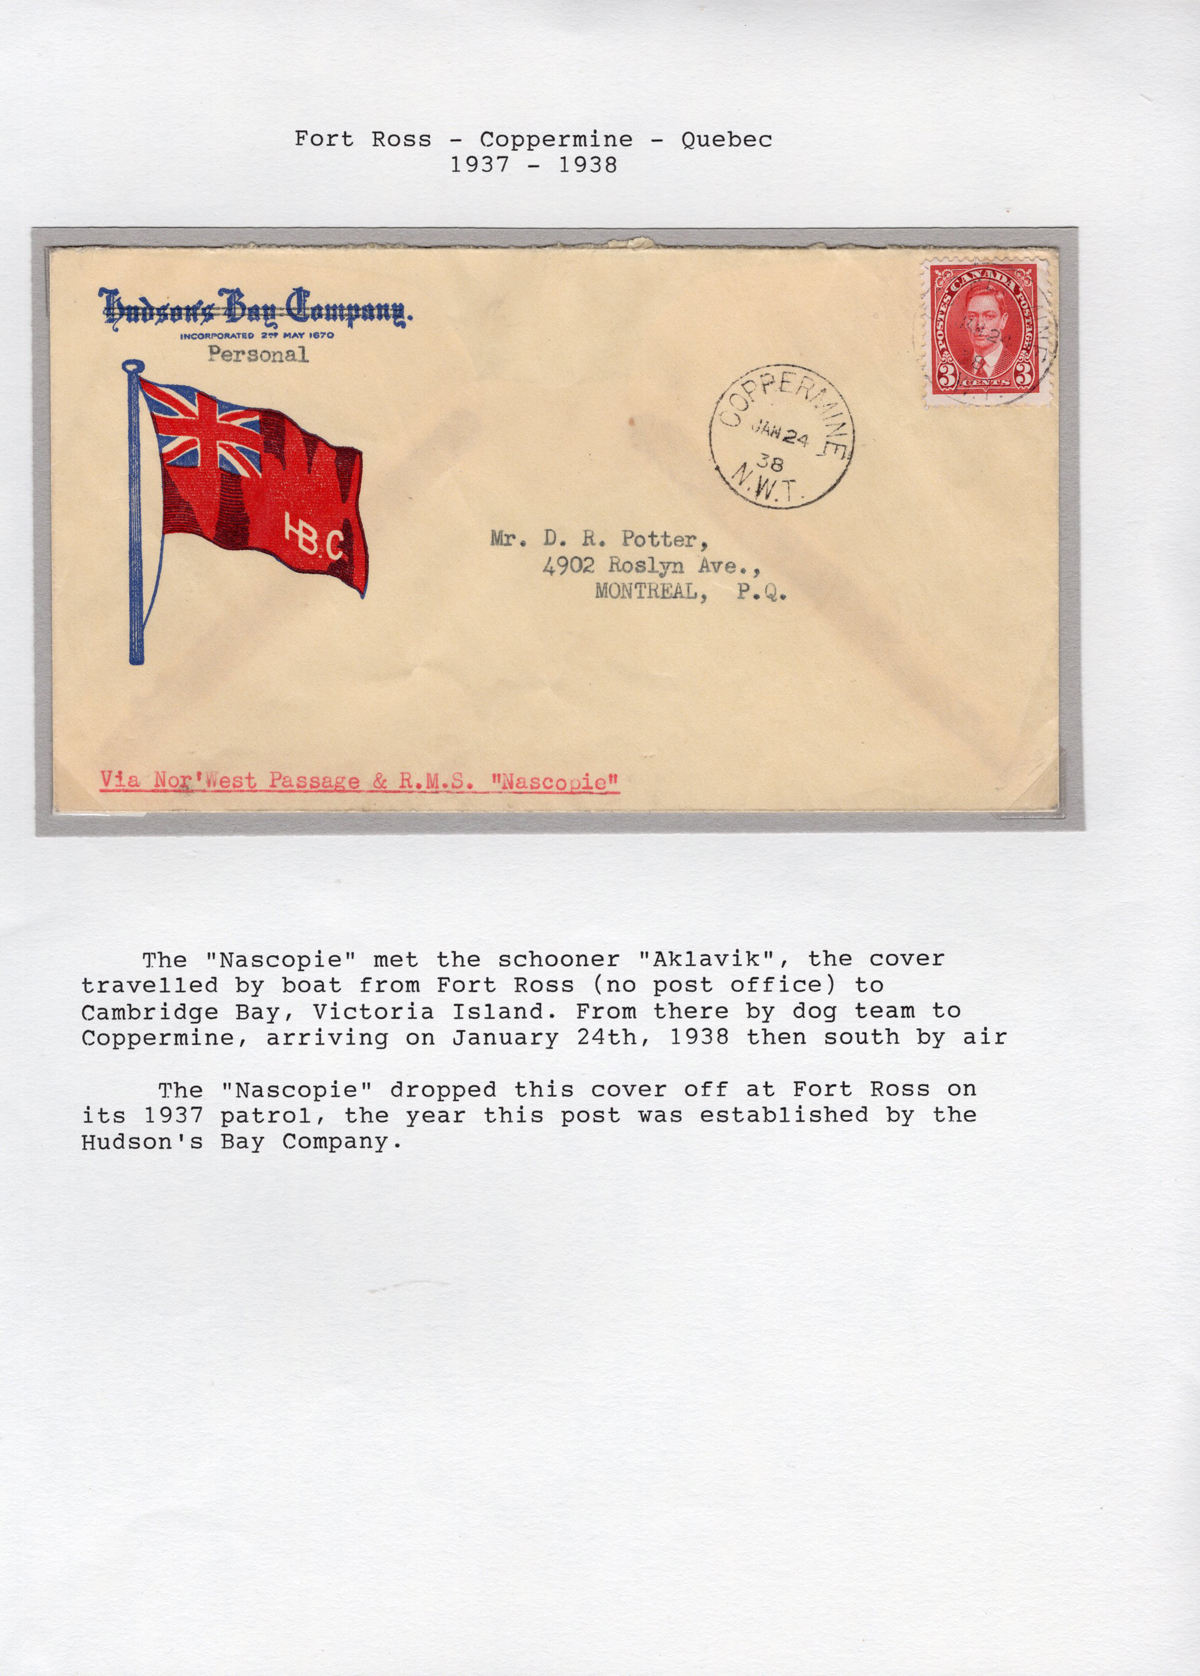 Fort Ross - Coppermine - Quebec
1937 - 1938
Hudson's Bay Company.
INCORPORATED 2ND MAY 1670
Personal
POSTES CANADA POSTAGE
3 CENTS 3
COPPERMINE
JAN 24
38
N.W.T.
HB.C.
Mr. D. R. Potter,
4902 Roslyn Ave.,
MONTREAL, P.Q.
Via Nor'West Passage & R.M.S. "Nascopie"
The "Nascopie" met the schooner "Aklavik", the cover
travelled by boat from Fort Ross (no post office) to
Cambridge Bay, Victoria Island. From there by dog team to
Coppermine, arriving on January 24th, 1938 then south by air
The "Nascopie" dropped this cover off at Fort Ross on
its 1937 patrol, the year this post was established by the
Hudson's Bay Company.